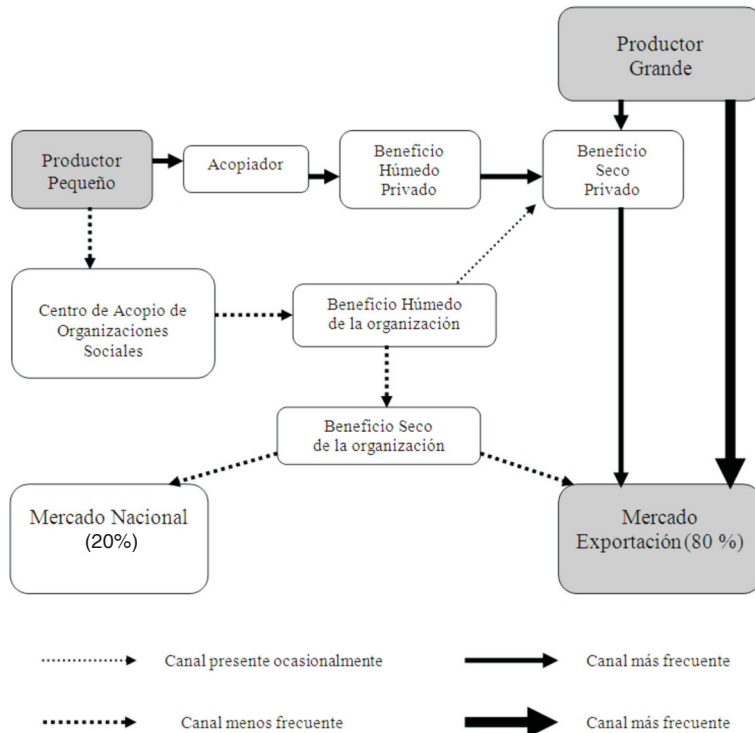 Productor
Grande
Productor
Pequeño
Acopiador
Beneficio
Húmedo
Privado
Beneficio
Seco
Privado
Centro de Acopio de
Organizaciones
Sociales
Beneficio Húmedo
de la organización
Beneficio Seco
de la organización
Mercado Nacional
(20%)
Mercado
Exportación (80 %)
Canal presente ocasionalmente
Canal más frecuente
Canal menos frecuente
Canal más frecuente